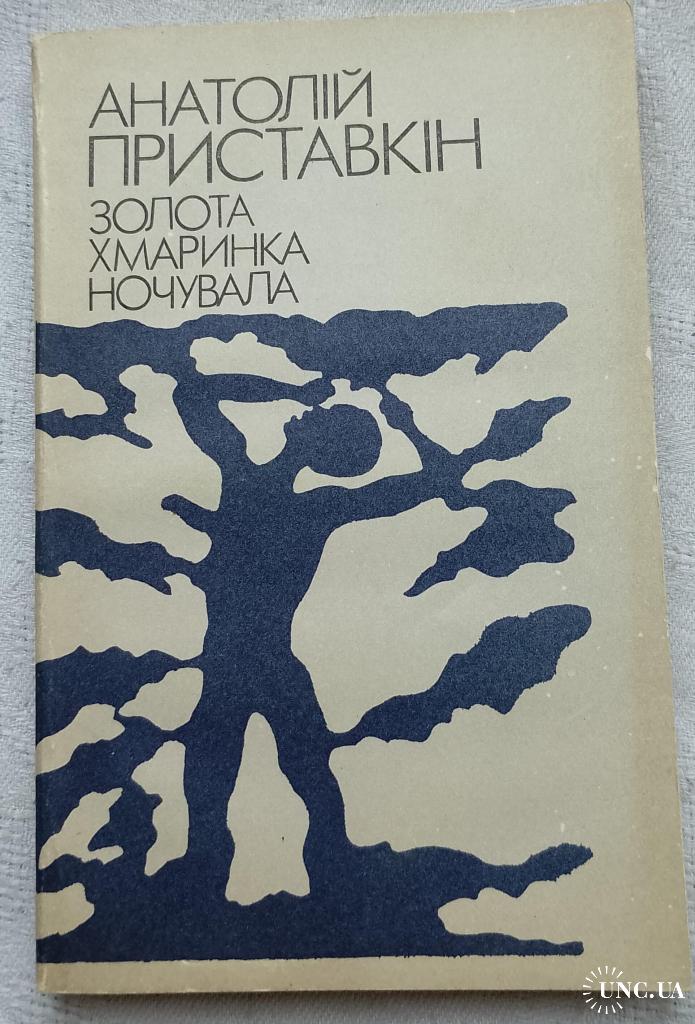 АНАТОЛІЙ
ПРИСТАВКІН
ЗОЛОТА
ХМАРИНКА
НОЧУВАЛА
UNC.UA